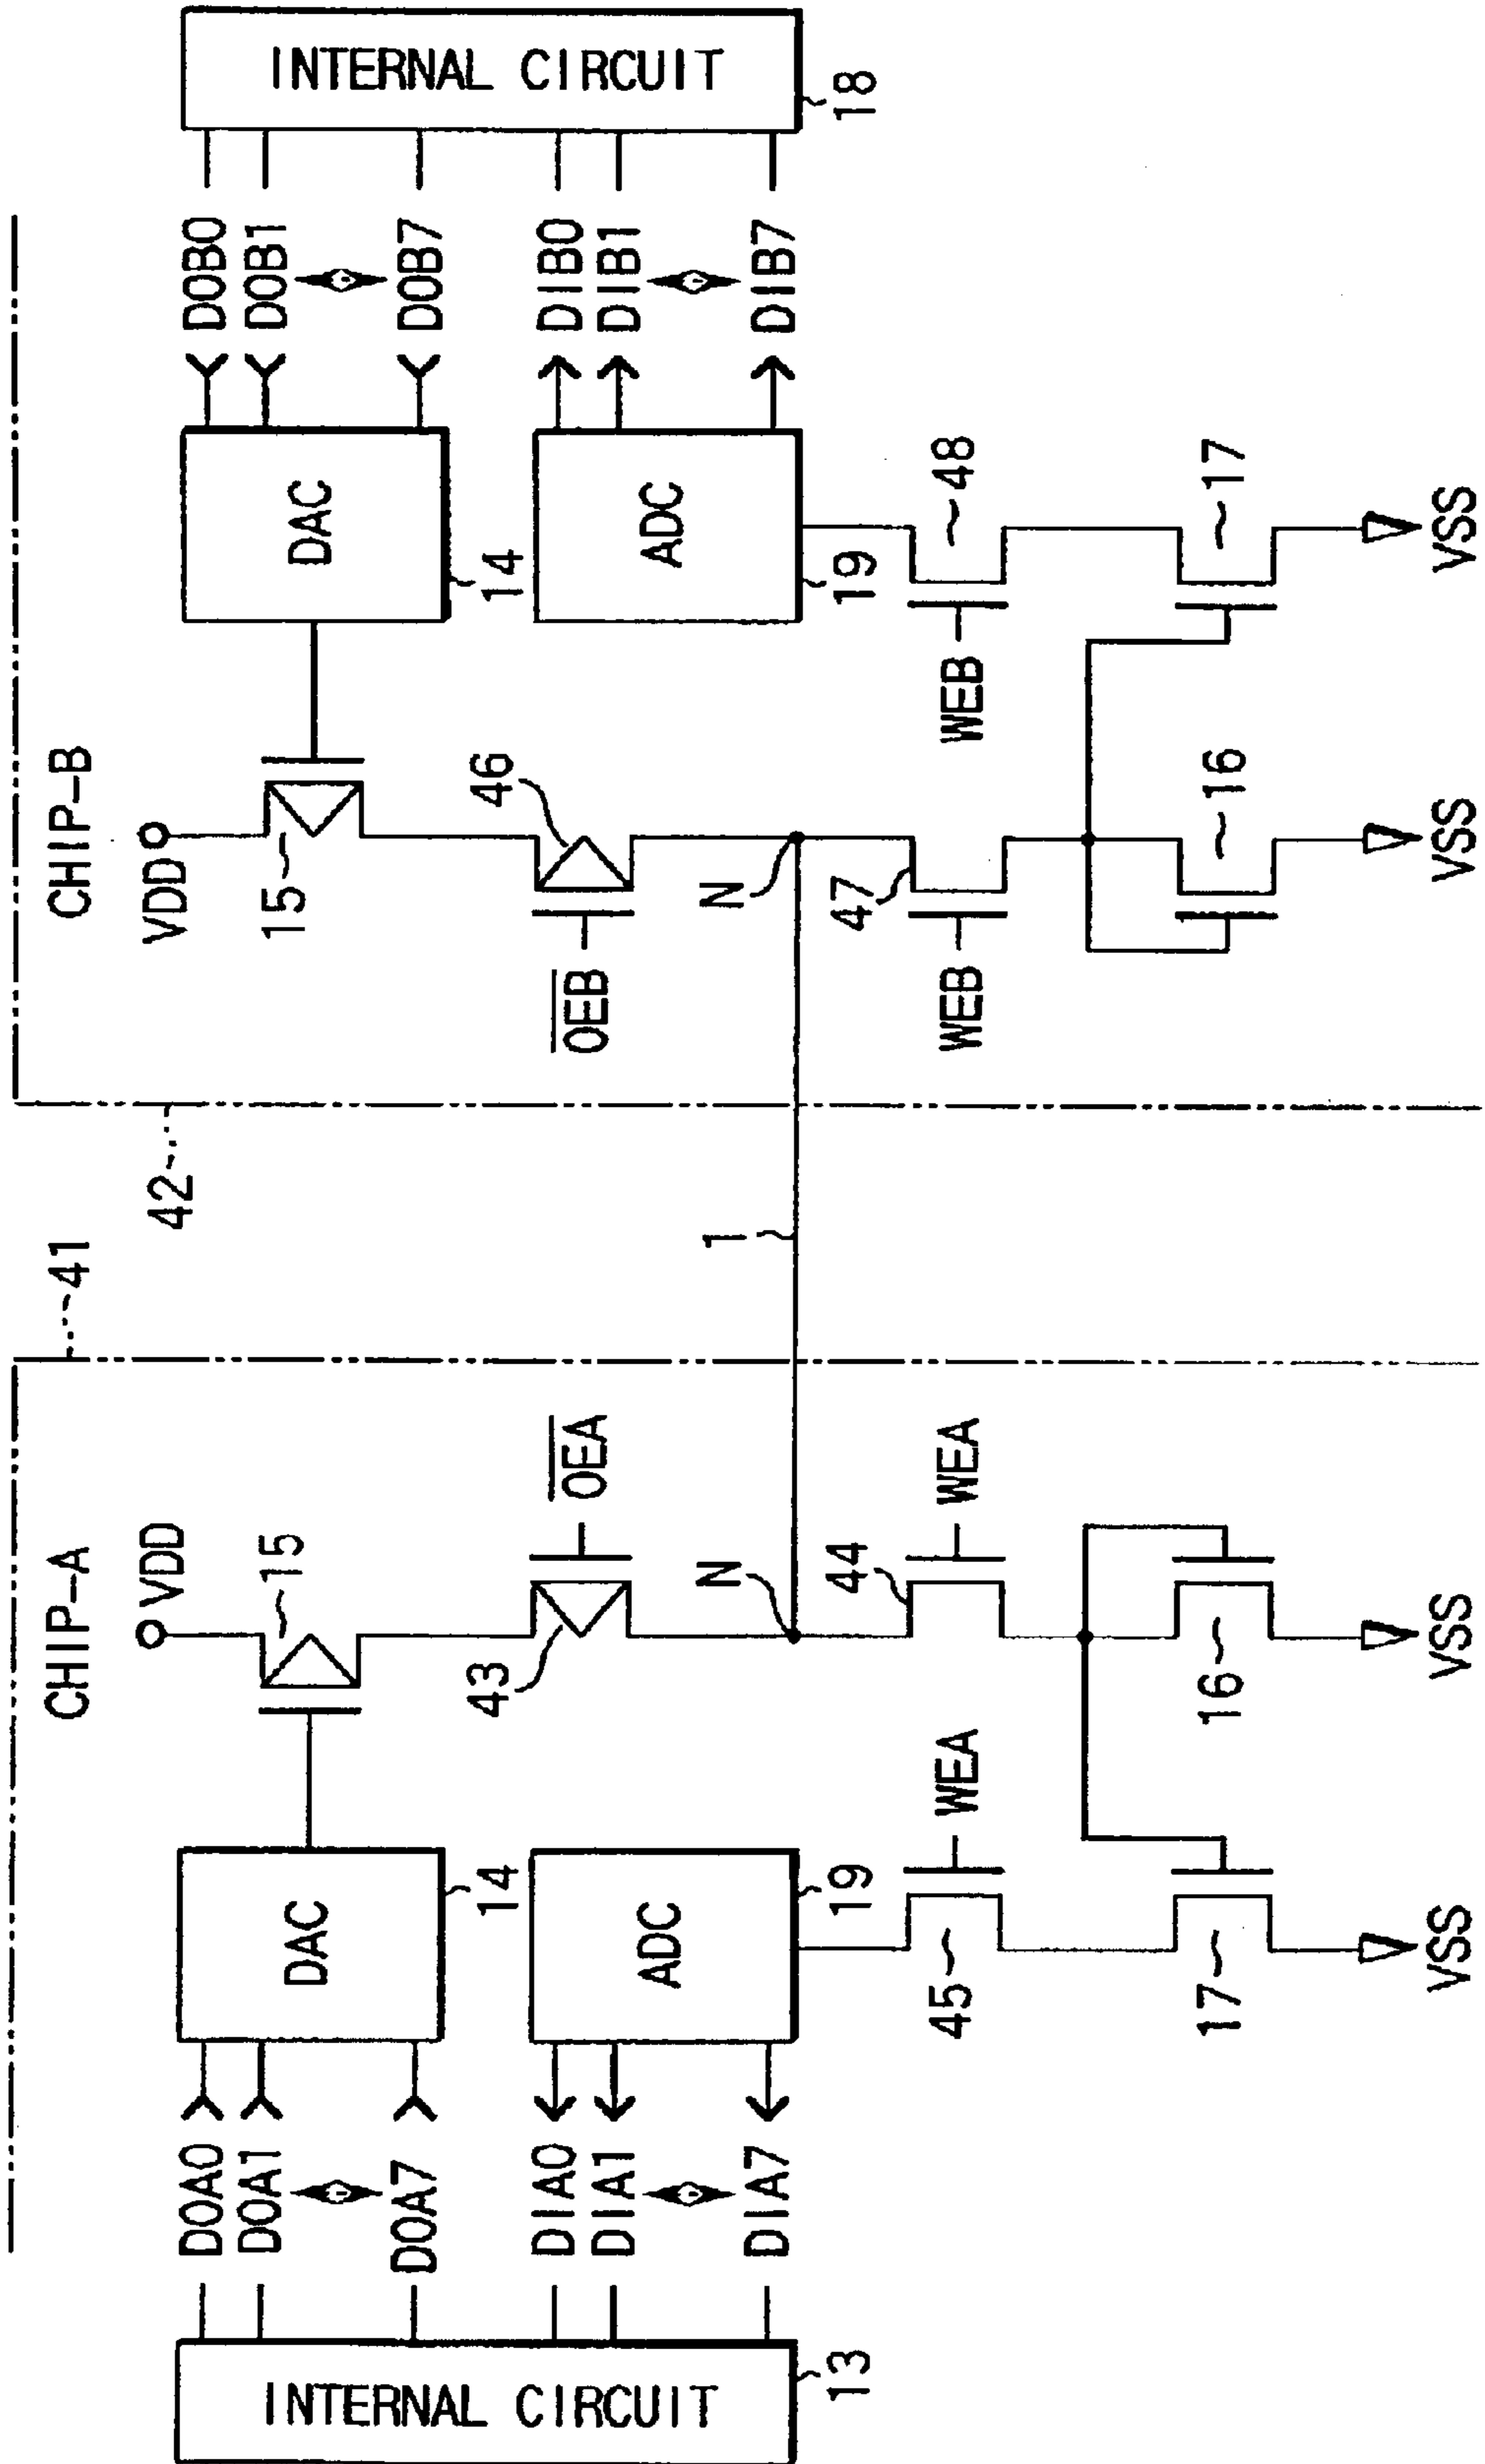 CHIP-A
CHIP-B
41
42
VDD
VDD
15
15
INTERNAL CIRCUIT
13
DOA0
DOA1
DOA7
DAC
14
DIA0
DIA1
DIA7
ADC
19
43
OEA
N
1
44
WEA
45
WEA
16
17
VSS
VSS
DAC
14
DOB0
DOB1
DOB7
INTERNAL CIRCUIT
18
46
OEB
ADC
19
DIB0
DIB1
DIB7
N
47
WEB
48
WEB
16
17
VSS
VSS